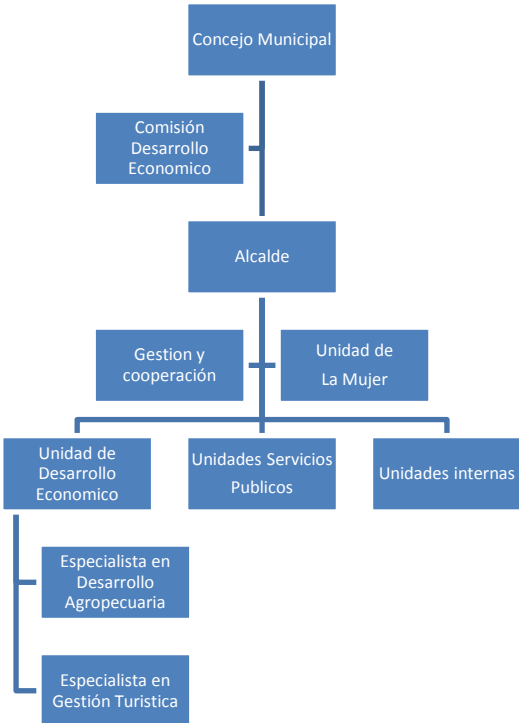 Concejo Municipal
Comisión
Desarrollo
Economico
Alcalde
Gestion y
cooperación
Unidad de
La Mujer
Unidad de
Desarrollo
Economico
Unidades Servicios
Publicos
Unidades internas
Especialista en
Desarrollo
Agropecuaria
Especialista en
Gestión Turistica